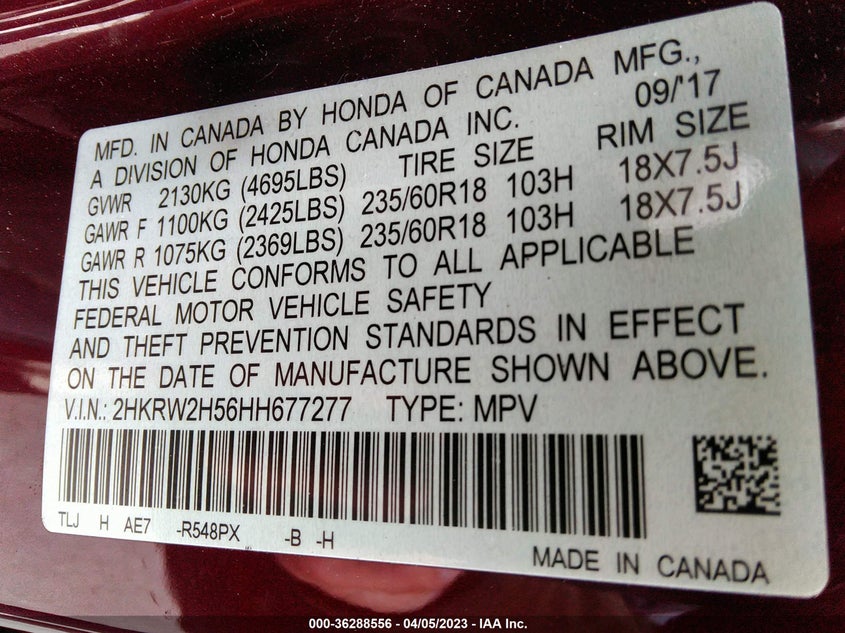 MFD. IN CANADA BY HONDA OF CANADA MFG.,
A DIVISION OF HONDA CANADA INC. 09/'17
GVWR 2130KG (4695LBS) TIRE SIZE RIM SIZE
GAWR F 1100KG (2425LBS) 235/60R18 103H 18X7.5J
GAWR R 1075KG (2369LBS) 235/60R18 103H 18X7.5J
THIS VEHICLE CONFORMS TO ALL APPLICABLE
FEDERAL MOTOR VEHICLE SAFETY
AND THEFT PREVENTION STANDARDS IN EFFECT
ON THE DATE OF MANUFACTURE SHOWN ABOVE.
V.I.N.: 2HKRW2H56HH677277 TYPE: MPV
TLJ H AE7 -R548PX -B -H
MADE IN CANADA
000-36288556 - 04/05/2023 - IAA Inc.